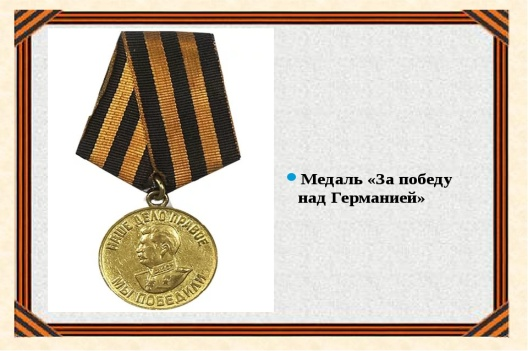 НАШЕ ДЕЛО ПРАВОЕ
МЫ ПОБЕДИЛИ
Медаль «За победу
над Германией»